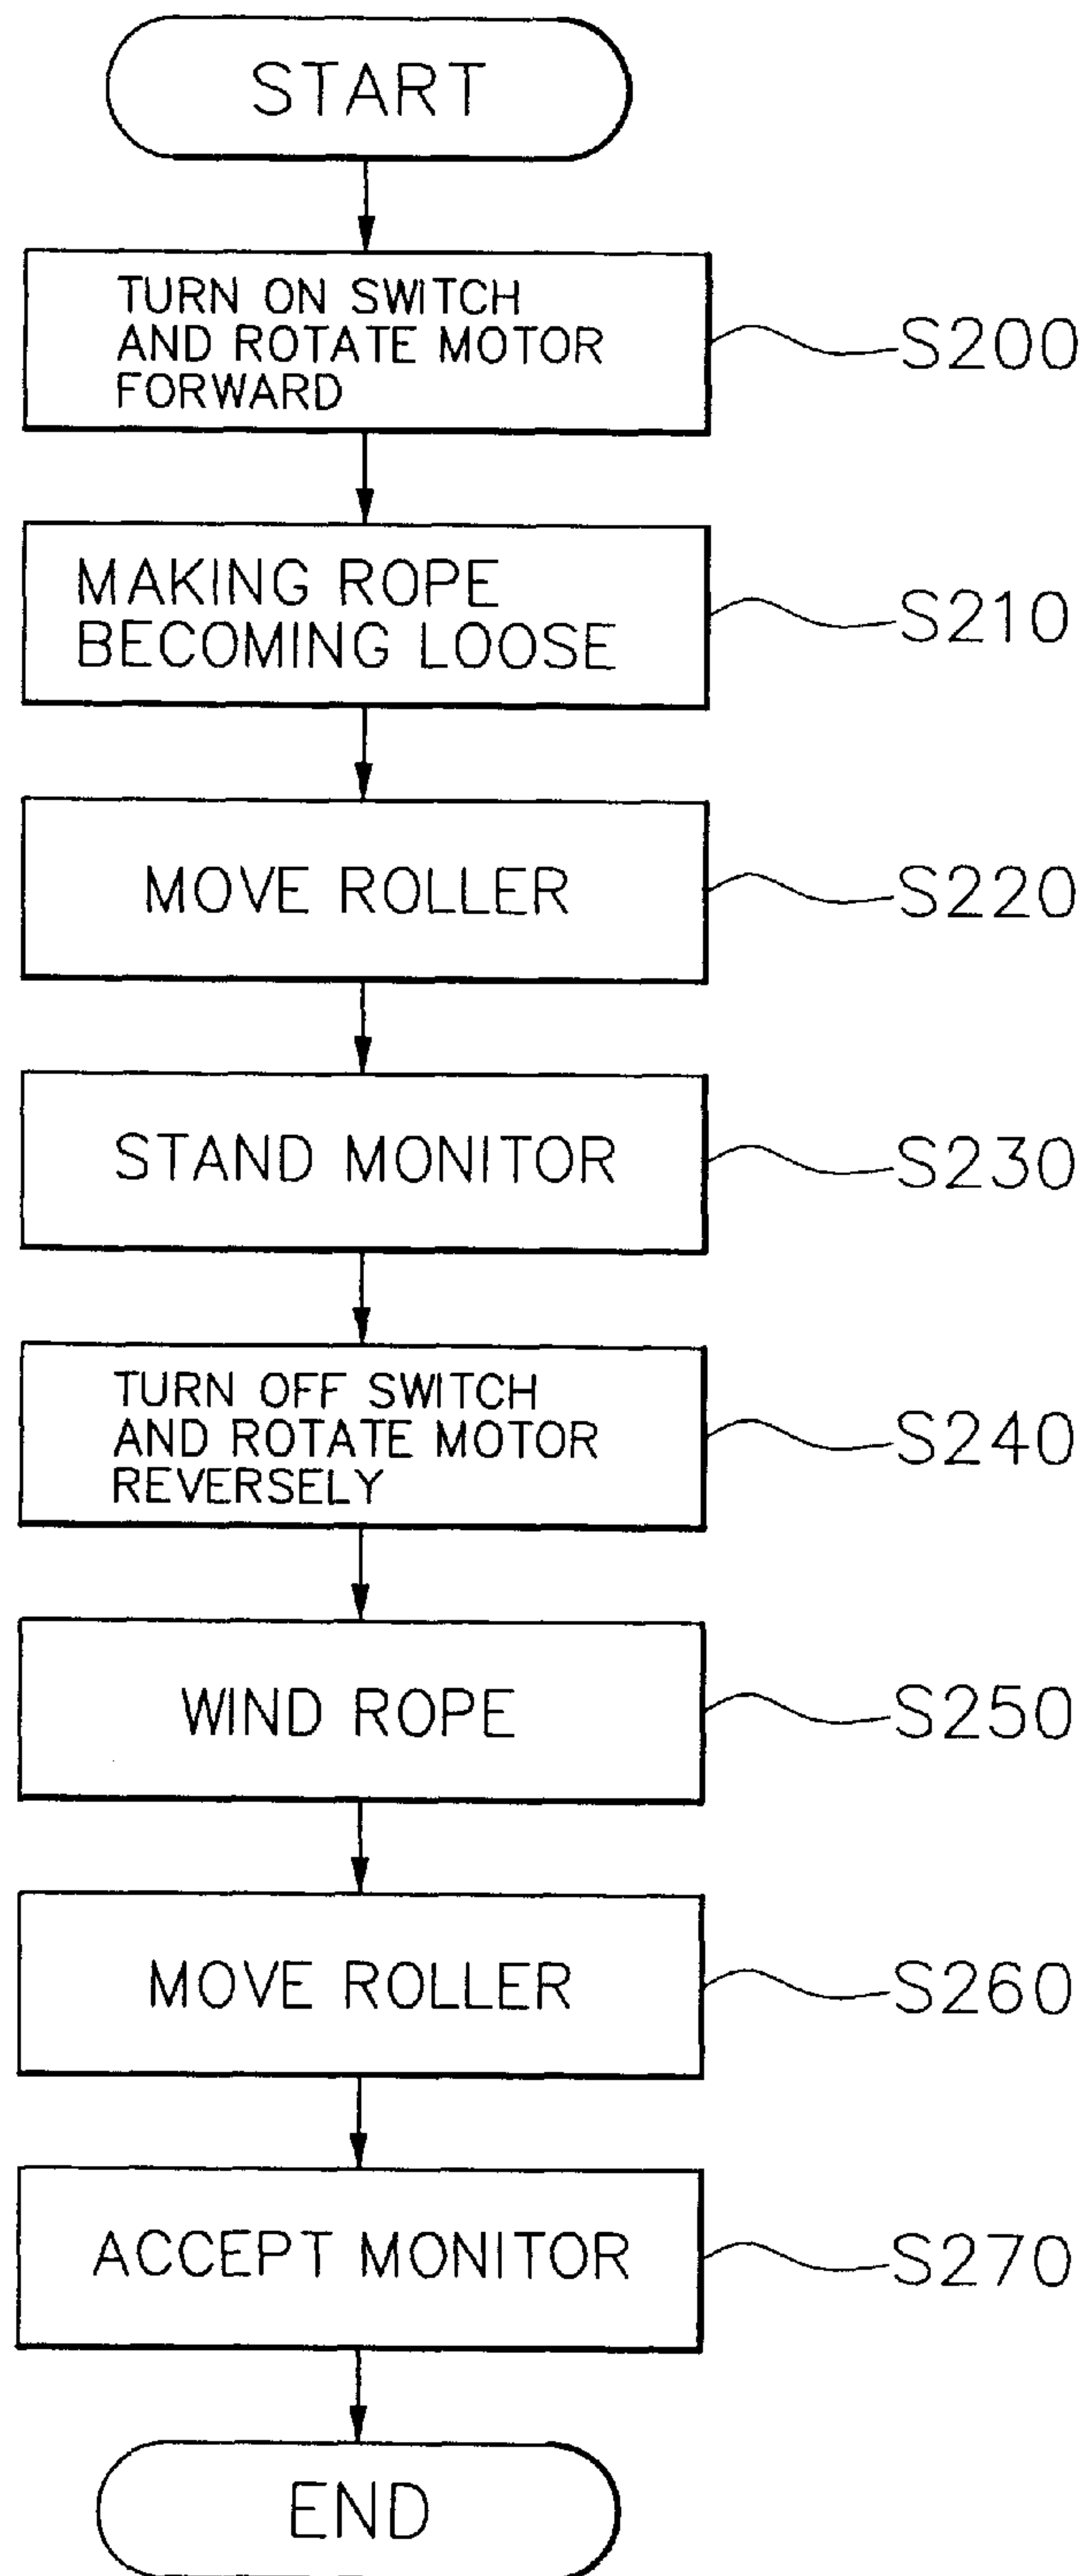 START
TURN ON SWITCH
AND ROTATE MOTOR
FORWARD
S200
MAKING ROPE
BECOMING LOOSE
S210
MOVE ROLLER
S220
STAND MONITOR
S230
TURN OFF SWITCH
AND ROTATE MOTOR
REVERSELY
S240
WIND ROPE
S250
MOVE ROLLER
S260
ACCEPT MONITOR
S270
END